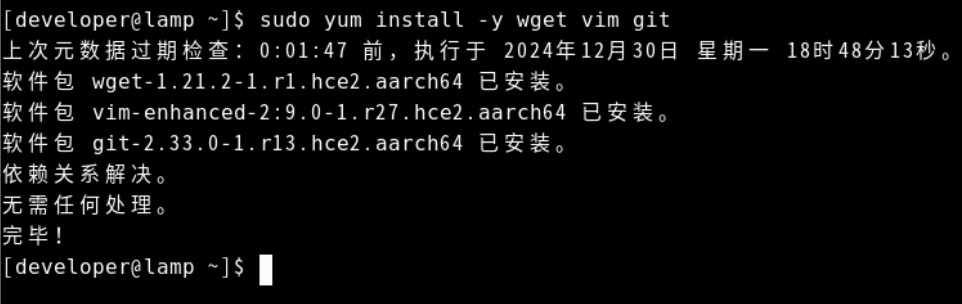 [developer@lamp ~]$ sudo yum install -y wget vim git
上次元数据过期检查：0:01:47 前，执行于 2024年12月30日 星期一 18时48分13秒。
软件包 wget-1.21.2-1.r1.hce2.aarch64 已安装。
软件包 vim-enhanced-2:9.0-1.r27.hce2.aarch64 已安装。
软件包 git-2.33.0-1.r13.hce2.aarch64 已安装。
依赖关系解决。
无需任何处理。
完毕！
[developer@lamp ~]$